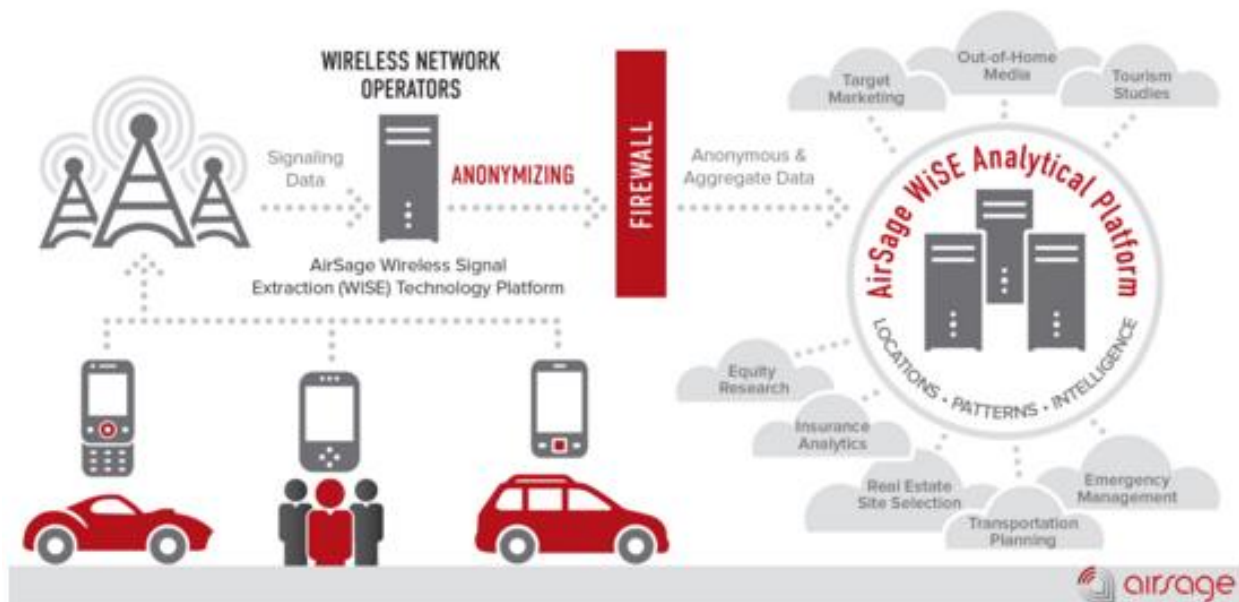 WIRELESS NETWORK
OPERATORS
Signaling
Data
ANONYMIZING
FIREWALL
Anonymous &
Aggregate Data
AirSage Wireless Signal
Extraction (WISE) Technology Platform
Target
Marketing
Out-of-Home
Media
Tourism
Studies
AirSage WiSE Analytical Platform
LOCATIONS • PATTERNS • INTELLIGENCE
Equity
Research
Insurance
Analytics
Real Estate
Site Selection
Transportation
Planning
Emergency
Management
airsage